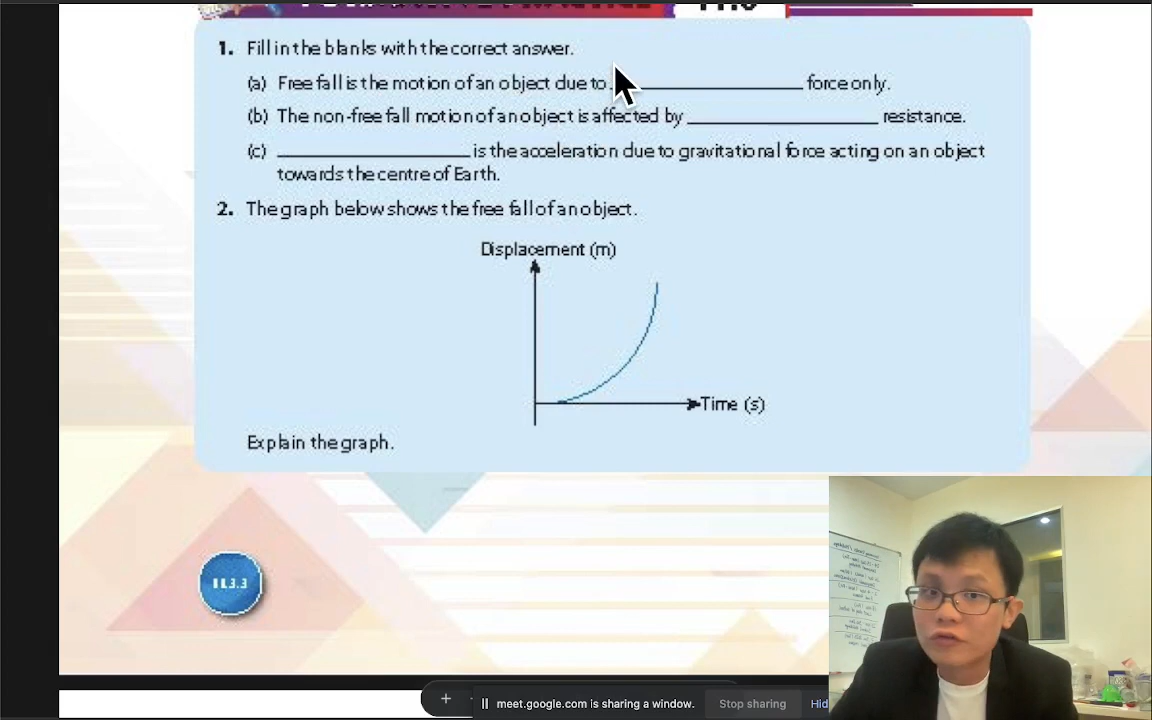 1. Fill in the blanks with the correct answer.
(a) Free fall is the motion of an object due to ____________ force only.
(b) The non-free fall motion of an object is affected by ____________ resistance.
(c) ____________ is the acceleration due to gravitational force acting on an object
towards the centre of Earth.
2. The graph below shows the free fall of an object.
Displacement (m)
Time (s)
Explain the graph.
11.3.3
meet.google.com is sharing a window.
Stop sharing
Hid